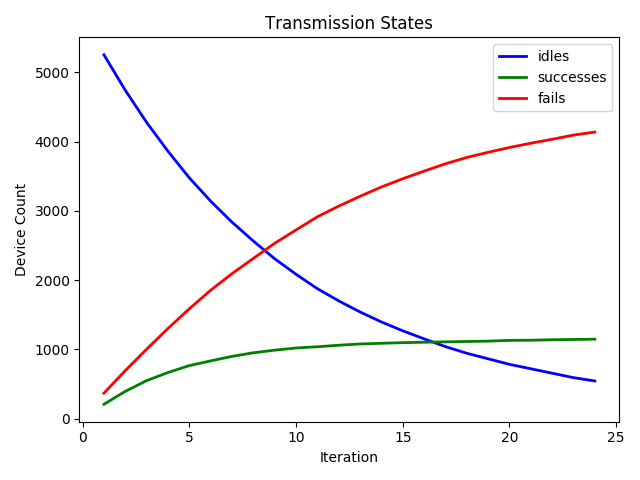 Transmission States
idles
successes
fails
Device Count
5000
4000
3000
2000
1000
0
0 5 10 15 20 25
Iteration